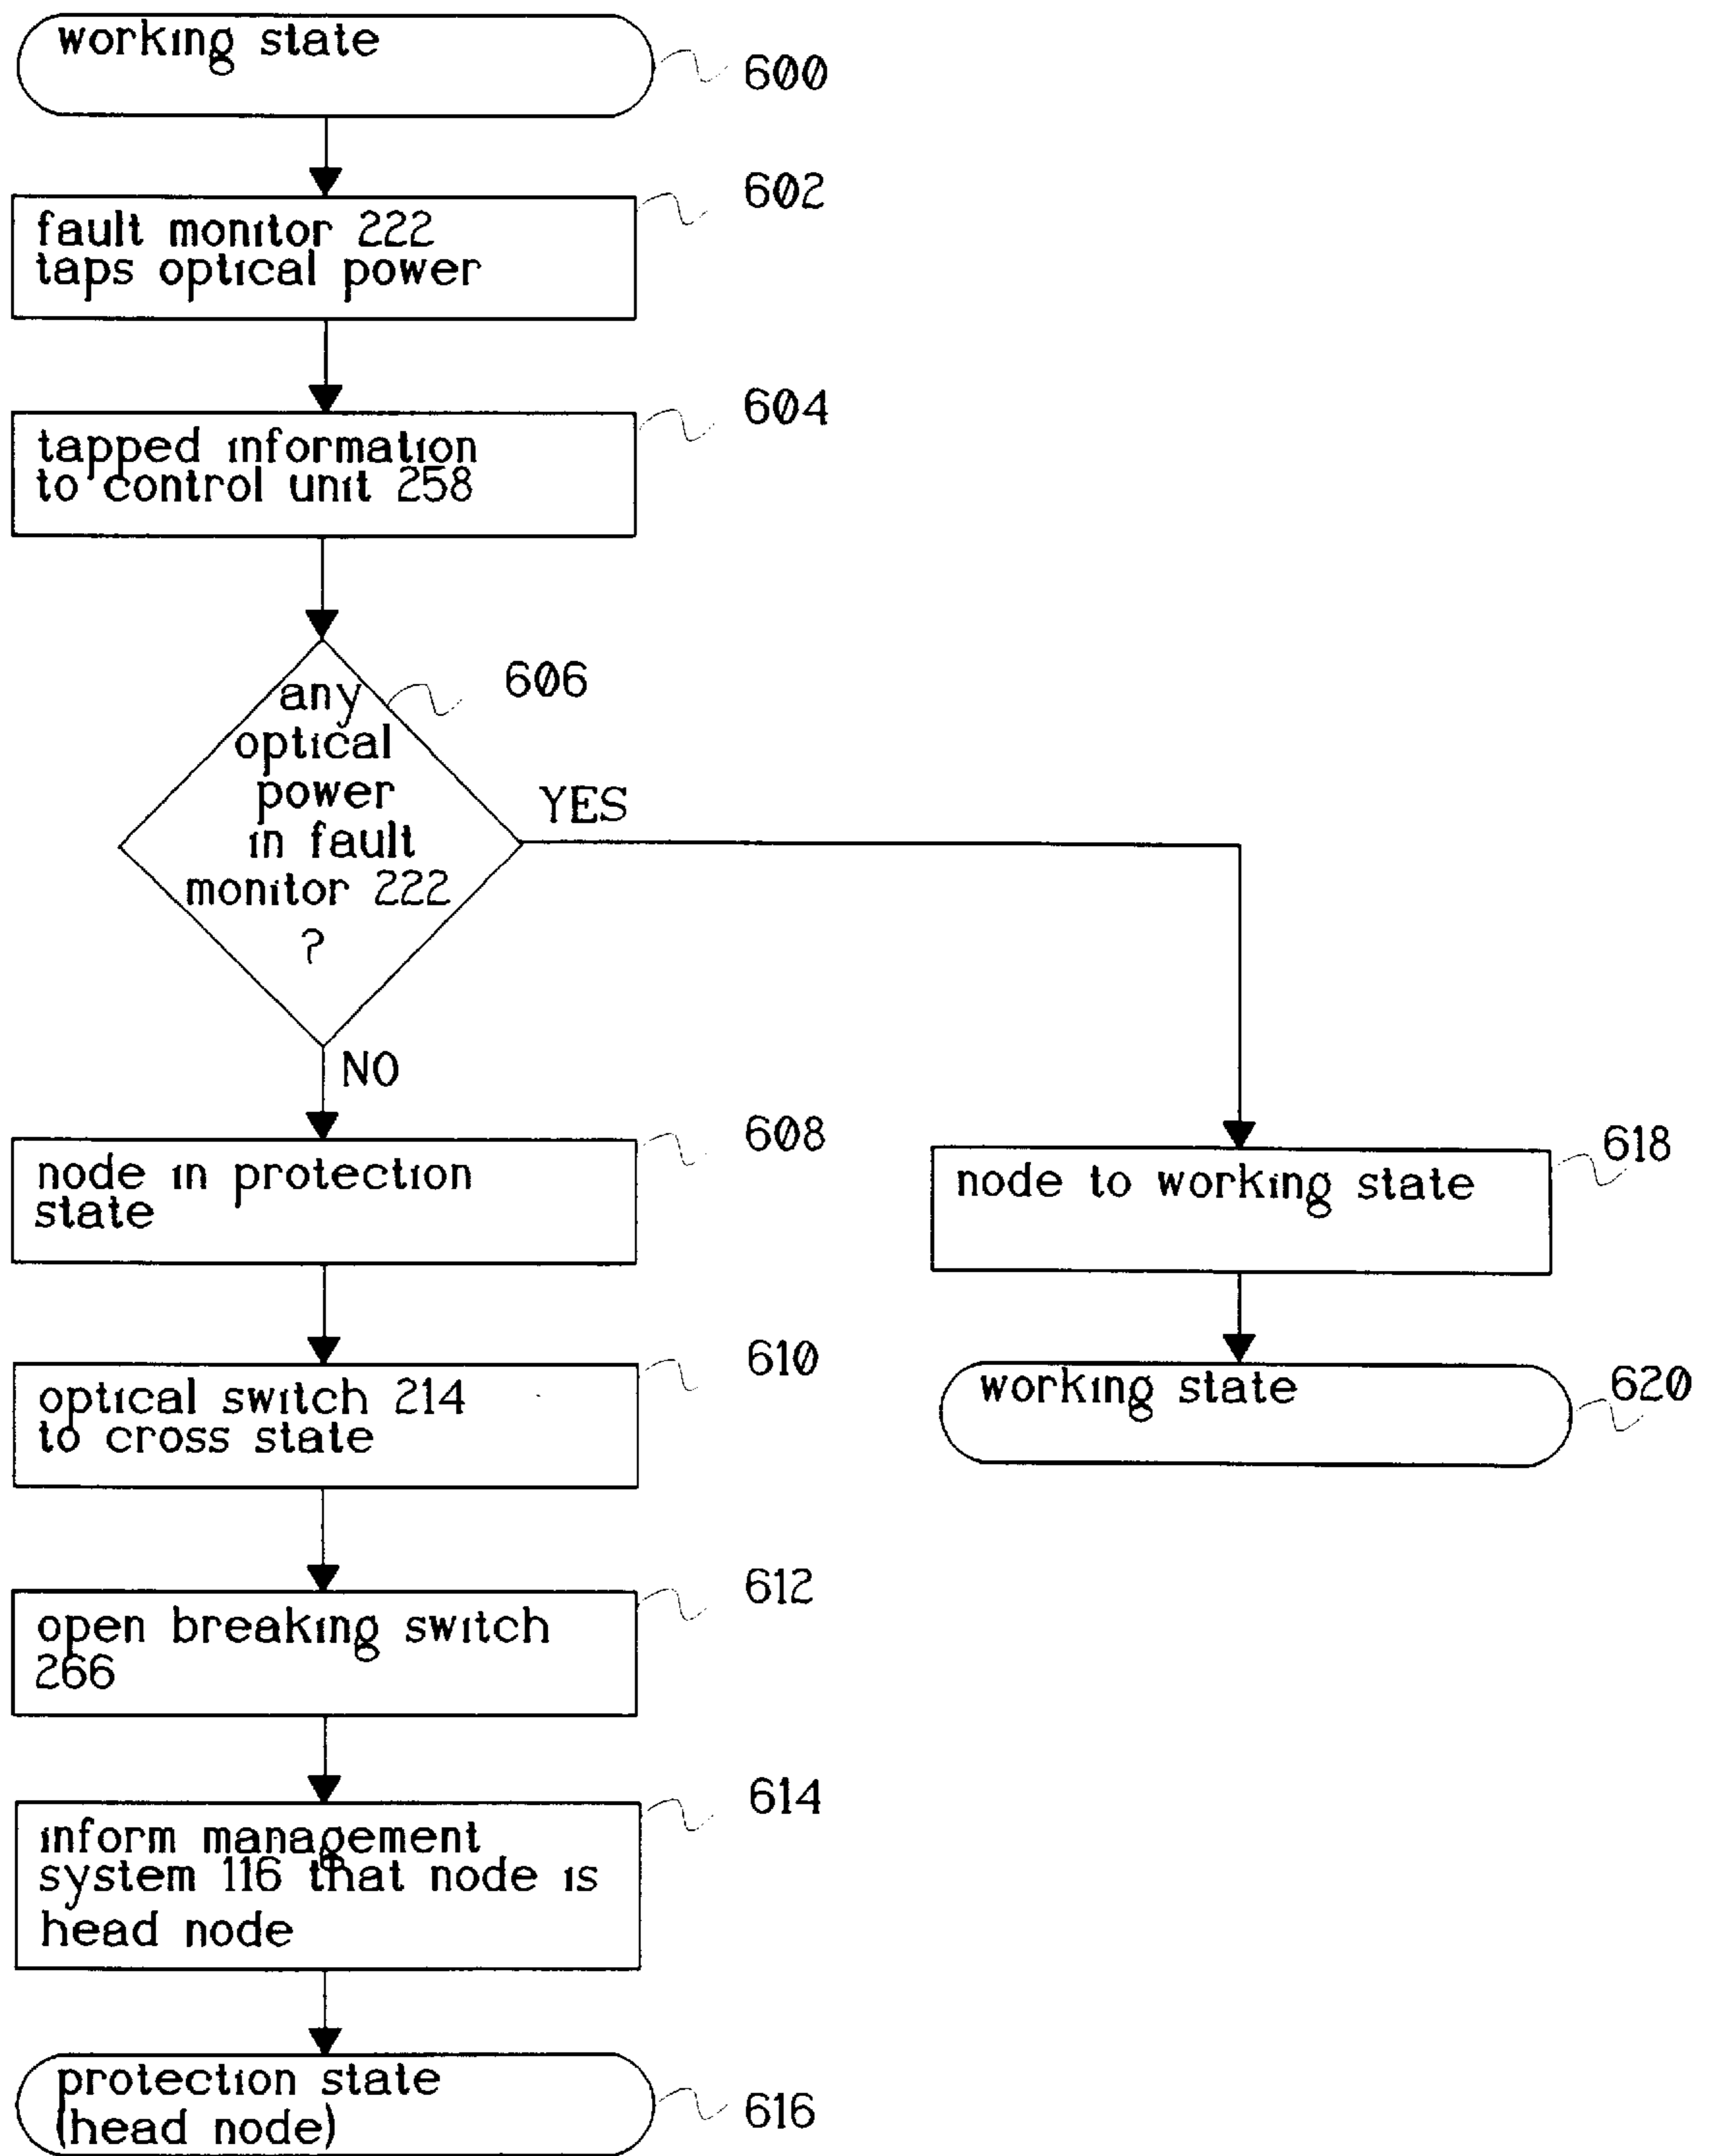 working state
600
602
fault monitor 222
taps optical power
604
tapped information
to control unit 258
606
any
optical
power
in fault
monitor 222
?
YES
NO
608
node in protection
state
618
node to working state
610
optical switch 214
to cross state
working state
620
612
open breaking switch
266
614
inform management
system 116 that node is
head node
protection state
(head node)
616